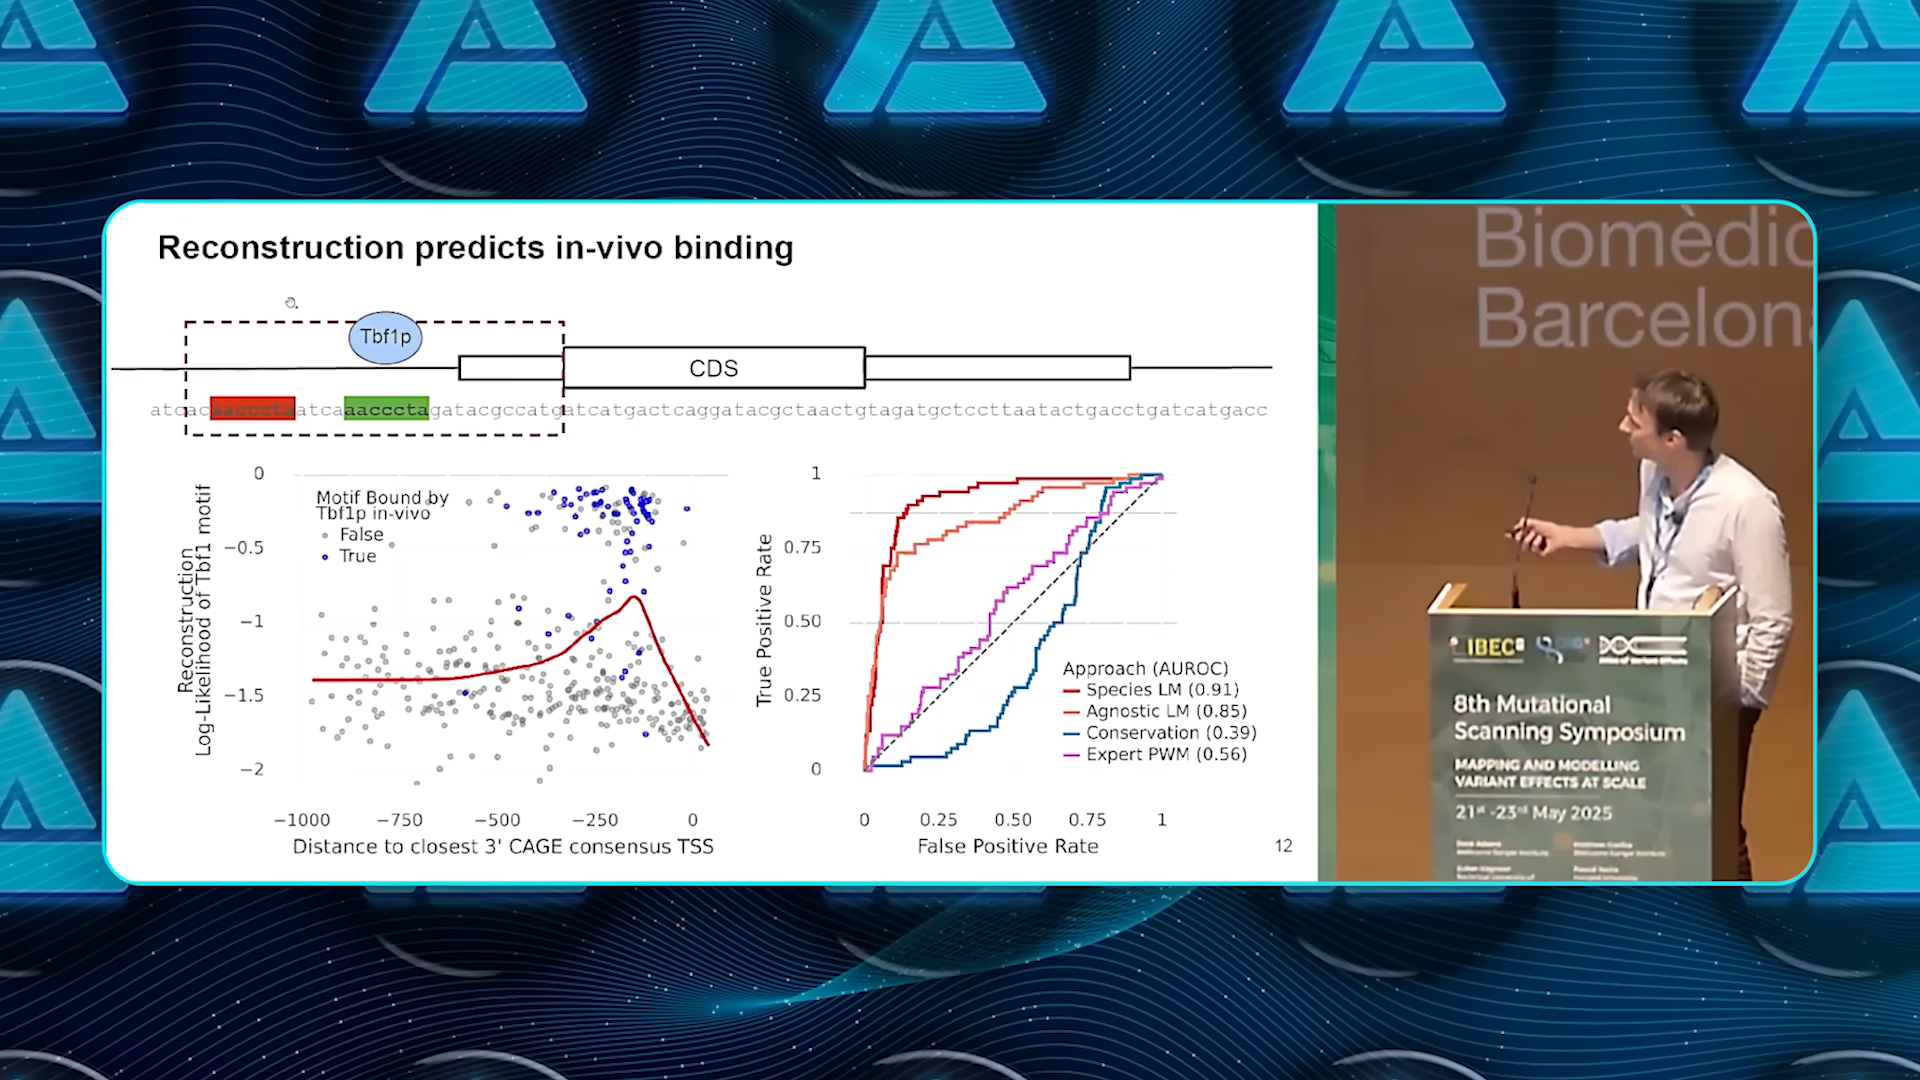 Reconstruction predicts in-vivo binding
Tbf1p
CDS
atcacaaccctaatcaaaccctagatacgccatgatcatgactcaggatacgctaactgtagatgctccttaatactgacctgatcatgacc
Reconstruction
Log-Likelihood of Tbf1 motif
0
−0.5
−1
−1.5
−2
Motif Bound by
Tbf1p in-vivo
False
True
−1000
−750
−500
−250
0
Distance to closest 3' CAGE consensus TSS
True Positive Rate
1
0.75
0.50
0.25
0
Approach (AUROC)
Species LM (0.91)
Agnostic LM (0.85)
Conservation (0.39)
Expert PWM (0.56)
0
0.25
0.50
0.75
1
False Positive Rate
12
Biomèdic
Barcelon
IBEC
8th Mutational
Scanning Symposium
MAPPING AND MODELLING
VARIANT EFFECTS AT SCALE
21st -23rd May 2025